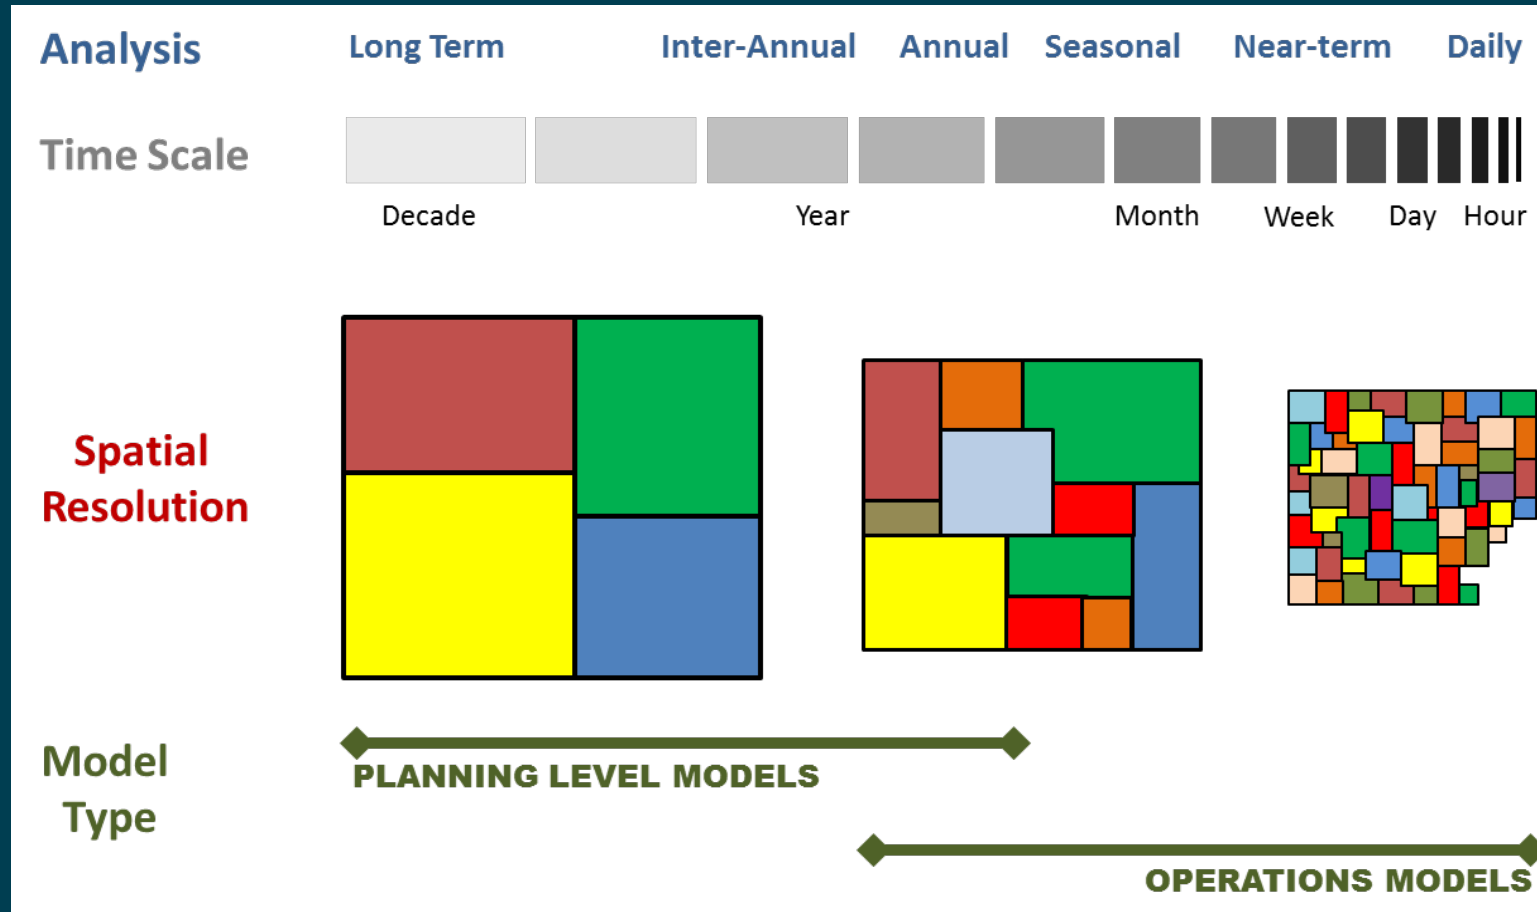 Analysis Long Term Inter-Annual Annual Seasonal Near-term Daily
Time Scale
Decade Year Month Week Day Hour
Spatial
Resolution
Model
Type
PLANNING LEVEL MODELS
OPERATIONS MODELS